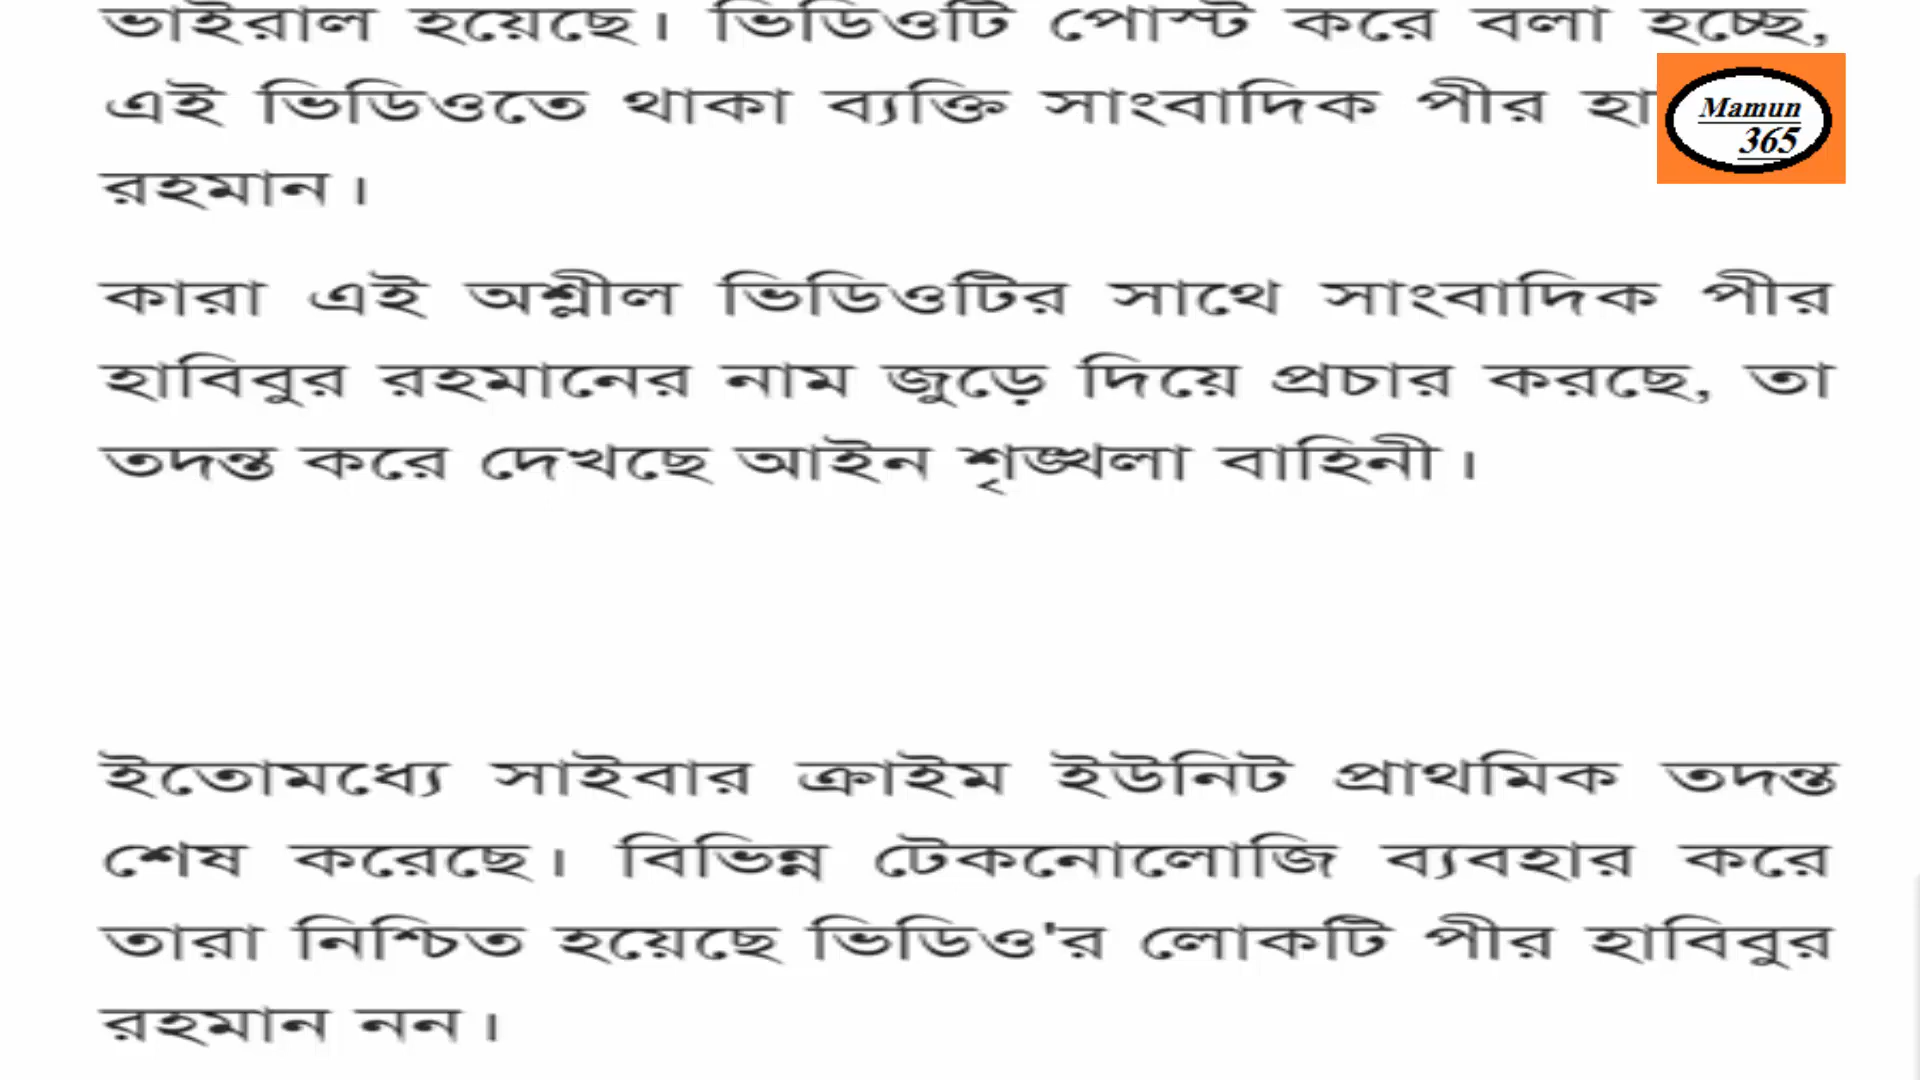 ভাইরাল হয়েছে। ভিডিওটি পোস্ট করে বলা হচ্ছে,
এই ভিডিওতে থাকা ব্যক্তি সাংবাদিক পীর
রহমান।
Mamun
365
কারা এই অশ্লীল ভিডিওটির সাথে সাংবাদিক পীর
হাবিবুর রহমানের নাম জুড়ে দিয়ে প্রচার করছে, তা
তদন্ত করে দেখছে আইন শৃঙ্খলা বাহিনী।
ইতোমধ্যে সাইবার ক্রাইম ইউনিট প্রাথমিক তদন্ত
শেষ করেছে। বিভিন্ন টেকনোলোজি ব্যবহার করে
তারা নিশ্চিত হয়েছে ভিডিও'র লোকটি পীর হাবিবুর
রহমান নন।